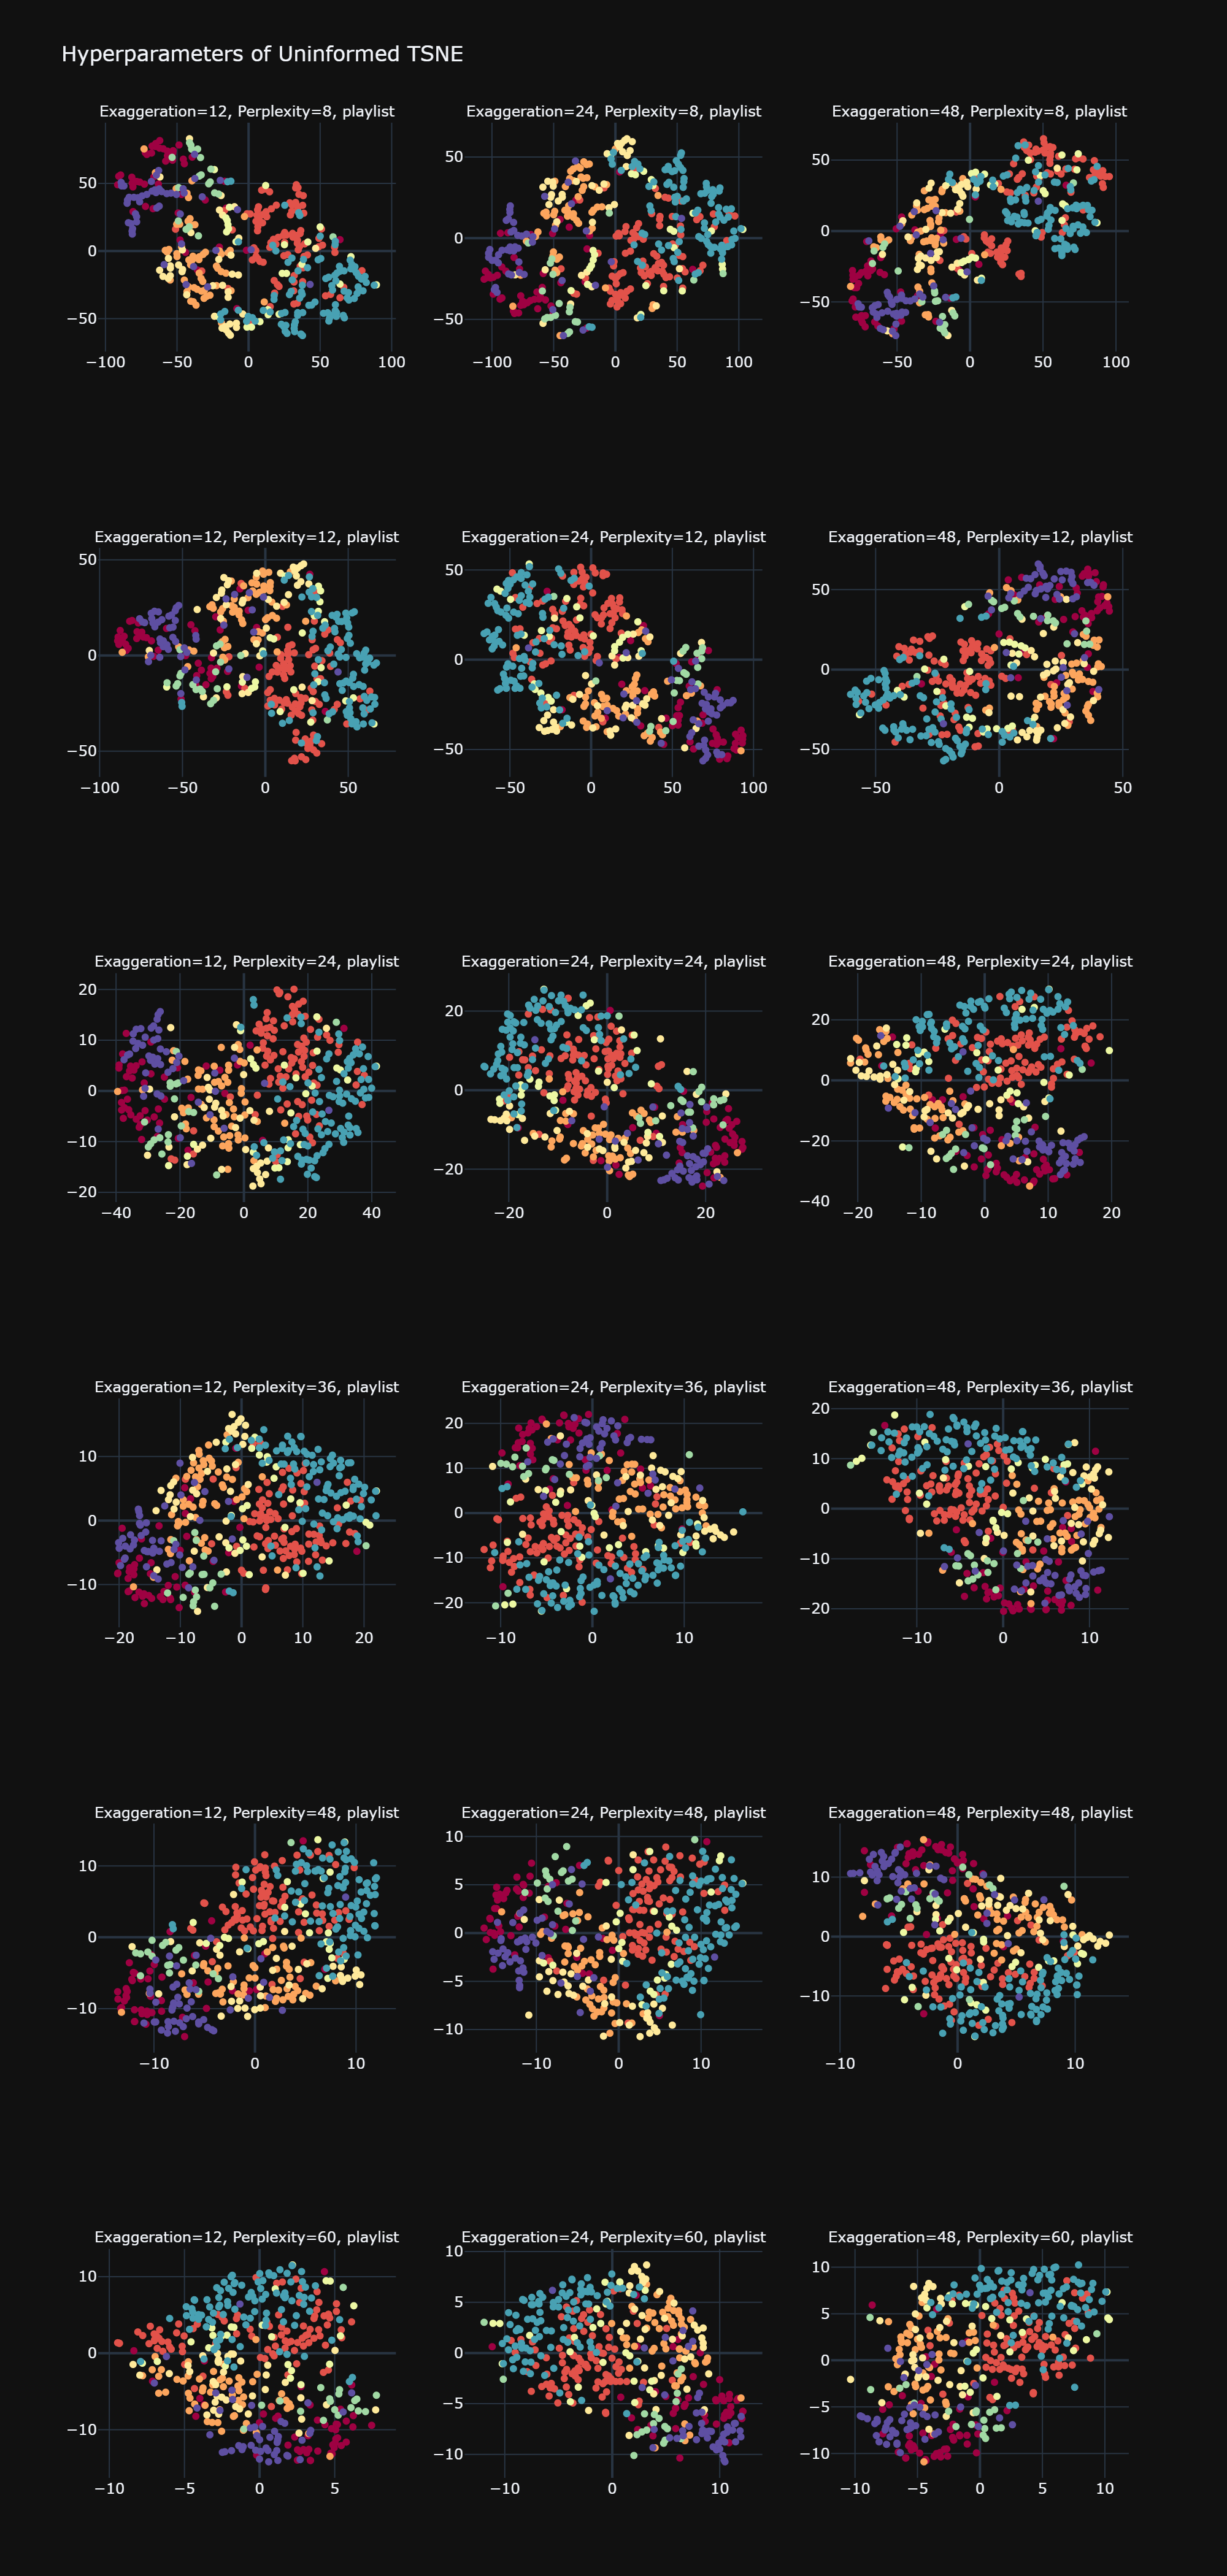 Hyperparameters of Uninformed TSNE
Exaggeration=12, Perplexity=8, playlist
Exaggeration=24, Perplexity=8, playlist
Exaggeration=48, Perplexity=8, playlist
50
0
−50
−100 −50 0 50 100
50
0
−50
−100 −50 0 50 100
50
0
−50
−50 0 50 100
Exaggeration=12, Perplexity=12, playlist
Exaggeration=24, Perplexity=12, playlist
Exaggeration=48, Perplexity=12, playlist
50
0
−50
−100 −50 0 50
50
0
−50
−50 0 50 100
50
0
−50
−50 0 50
Exaggeration=12, Perplexity=24, playlist
Exaggeration=24, Perplexity=24, playlist
Exaggeration=48, Perplexity=24, playlist
20
10
0
−10
−20
−40 −20 0 20 40
20
0
−20
−20 0 20
20
0
−20
−40
−20 −10 0 10 20
Exaggeration=12, Perplexity=36, playlist
Exaggeration=24, Perplexity=36, playlist
Exaggeration=48, Perplexity=36, playlist
10
0
−10
−20 −10 0 10 20
20
10
0
−10
−20
−10 0 10
20
10
0
−10
−20
−10 0 10
Exaggeration=12, Perplexity=48, playlist
Exaggeration=24, Perplexity=48, playlist
Exaggeration=48, Perplexity=48, playlist
10
0
−10
−10 0 10
10
5
0
−5
−10
−10 0 10
10
0
−10
−10 0 10
Exaggeration=12, Perplexity=60, playlist
Exaggeration=24, Perplexity=60, playlist
Exaggeration=48, Perplexity=60, playlist
10
0
−10
−10 −5 0 5
10
5
0
−5
−10
−10 0 10
10
5
0
−5
−10
−10 −5 0 5 10